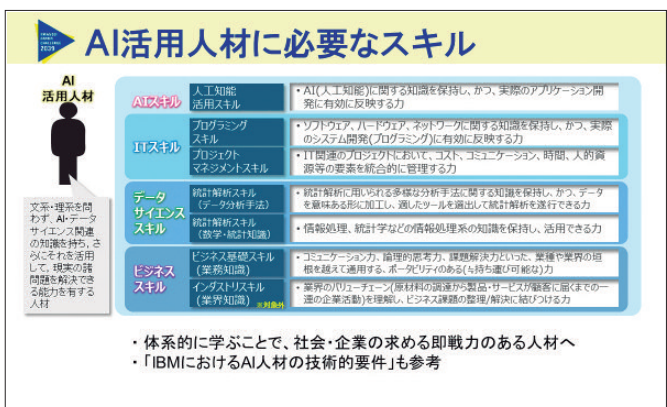 KWANSEI
GAKUIN
CHALLENGE
2039
AI活用人材に必要なスキル
AI
活用人材
文系・理系を問
わず、AI・データ
サイエンス関連
の知識を持ち、さ
らにそれを活用
して、現実の諸
問題を解決でき
る能力を有する
人材
AIスキル
人工知能
活用スキル
・AI(人工知能)に関する知識を保持し、かつ、実際のアプリケーション開
発に有効に反映する力
ITスキル
プログラミング
スキル
・ソフトウェア、ハードウェア、ネットワークに関する知識を保持し、かつ、実際
のシステム開発(プログラミング)に有効に反映する力
プロジェクト
マネジメントスキル
・IT関連のプロジェクトにおいて、コスト、コミュニケーション、時間、人的資
源等の要素を統合的に管理する力
データ
サイエンス
スキル
統計解析スキル
(データ分析手法)
・統計解析に用いられる多様な分析手法に関する知識を保持し、かつ、データ
を意味ある形に加工し、適したツールを選出して統計解析を遂行できる力
統計解析スキル
(数学・統計知識)
・情報処理、統計学などの情報処理系の知識を保持し、活用できる力
ビジネス
スキル
ビジネス基礎スキル
(業務知識)
・コミュニケーション力、論理的思考力、課題解決力といった、業種や業界の垣
根を越えて通用する、ポータビリティのある(≒持ち運び可能な)力
インダストリスキル
(業界知識) ※対象外
・業界のバリューチェーン(原材料の調達から製品・サービスが顧客に届くまでの一
連の企業活動)を理解し、ビジネス課題の整理/解決に結びつける力
・体系的に学ぶことで、社会・企業の求める即戦力のある人材へ
・「IBMにおけるAI人材の技術的要件」も参考